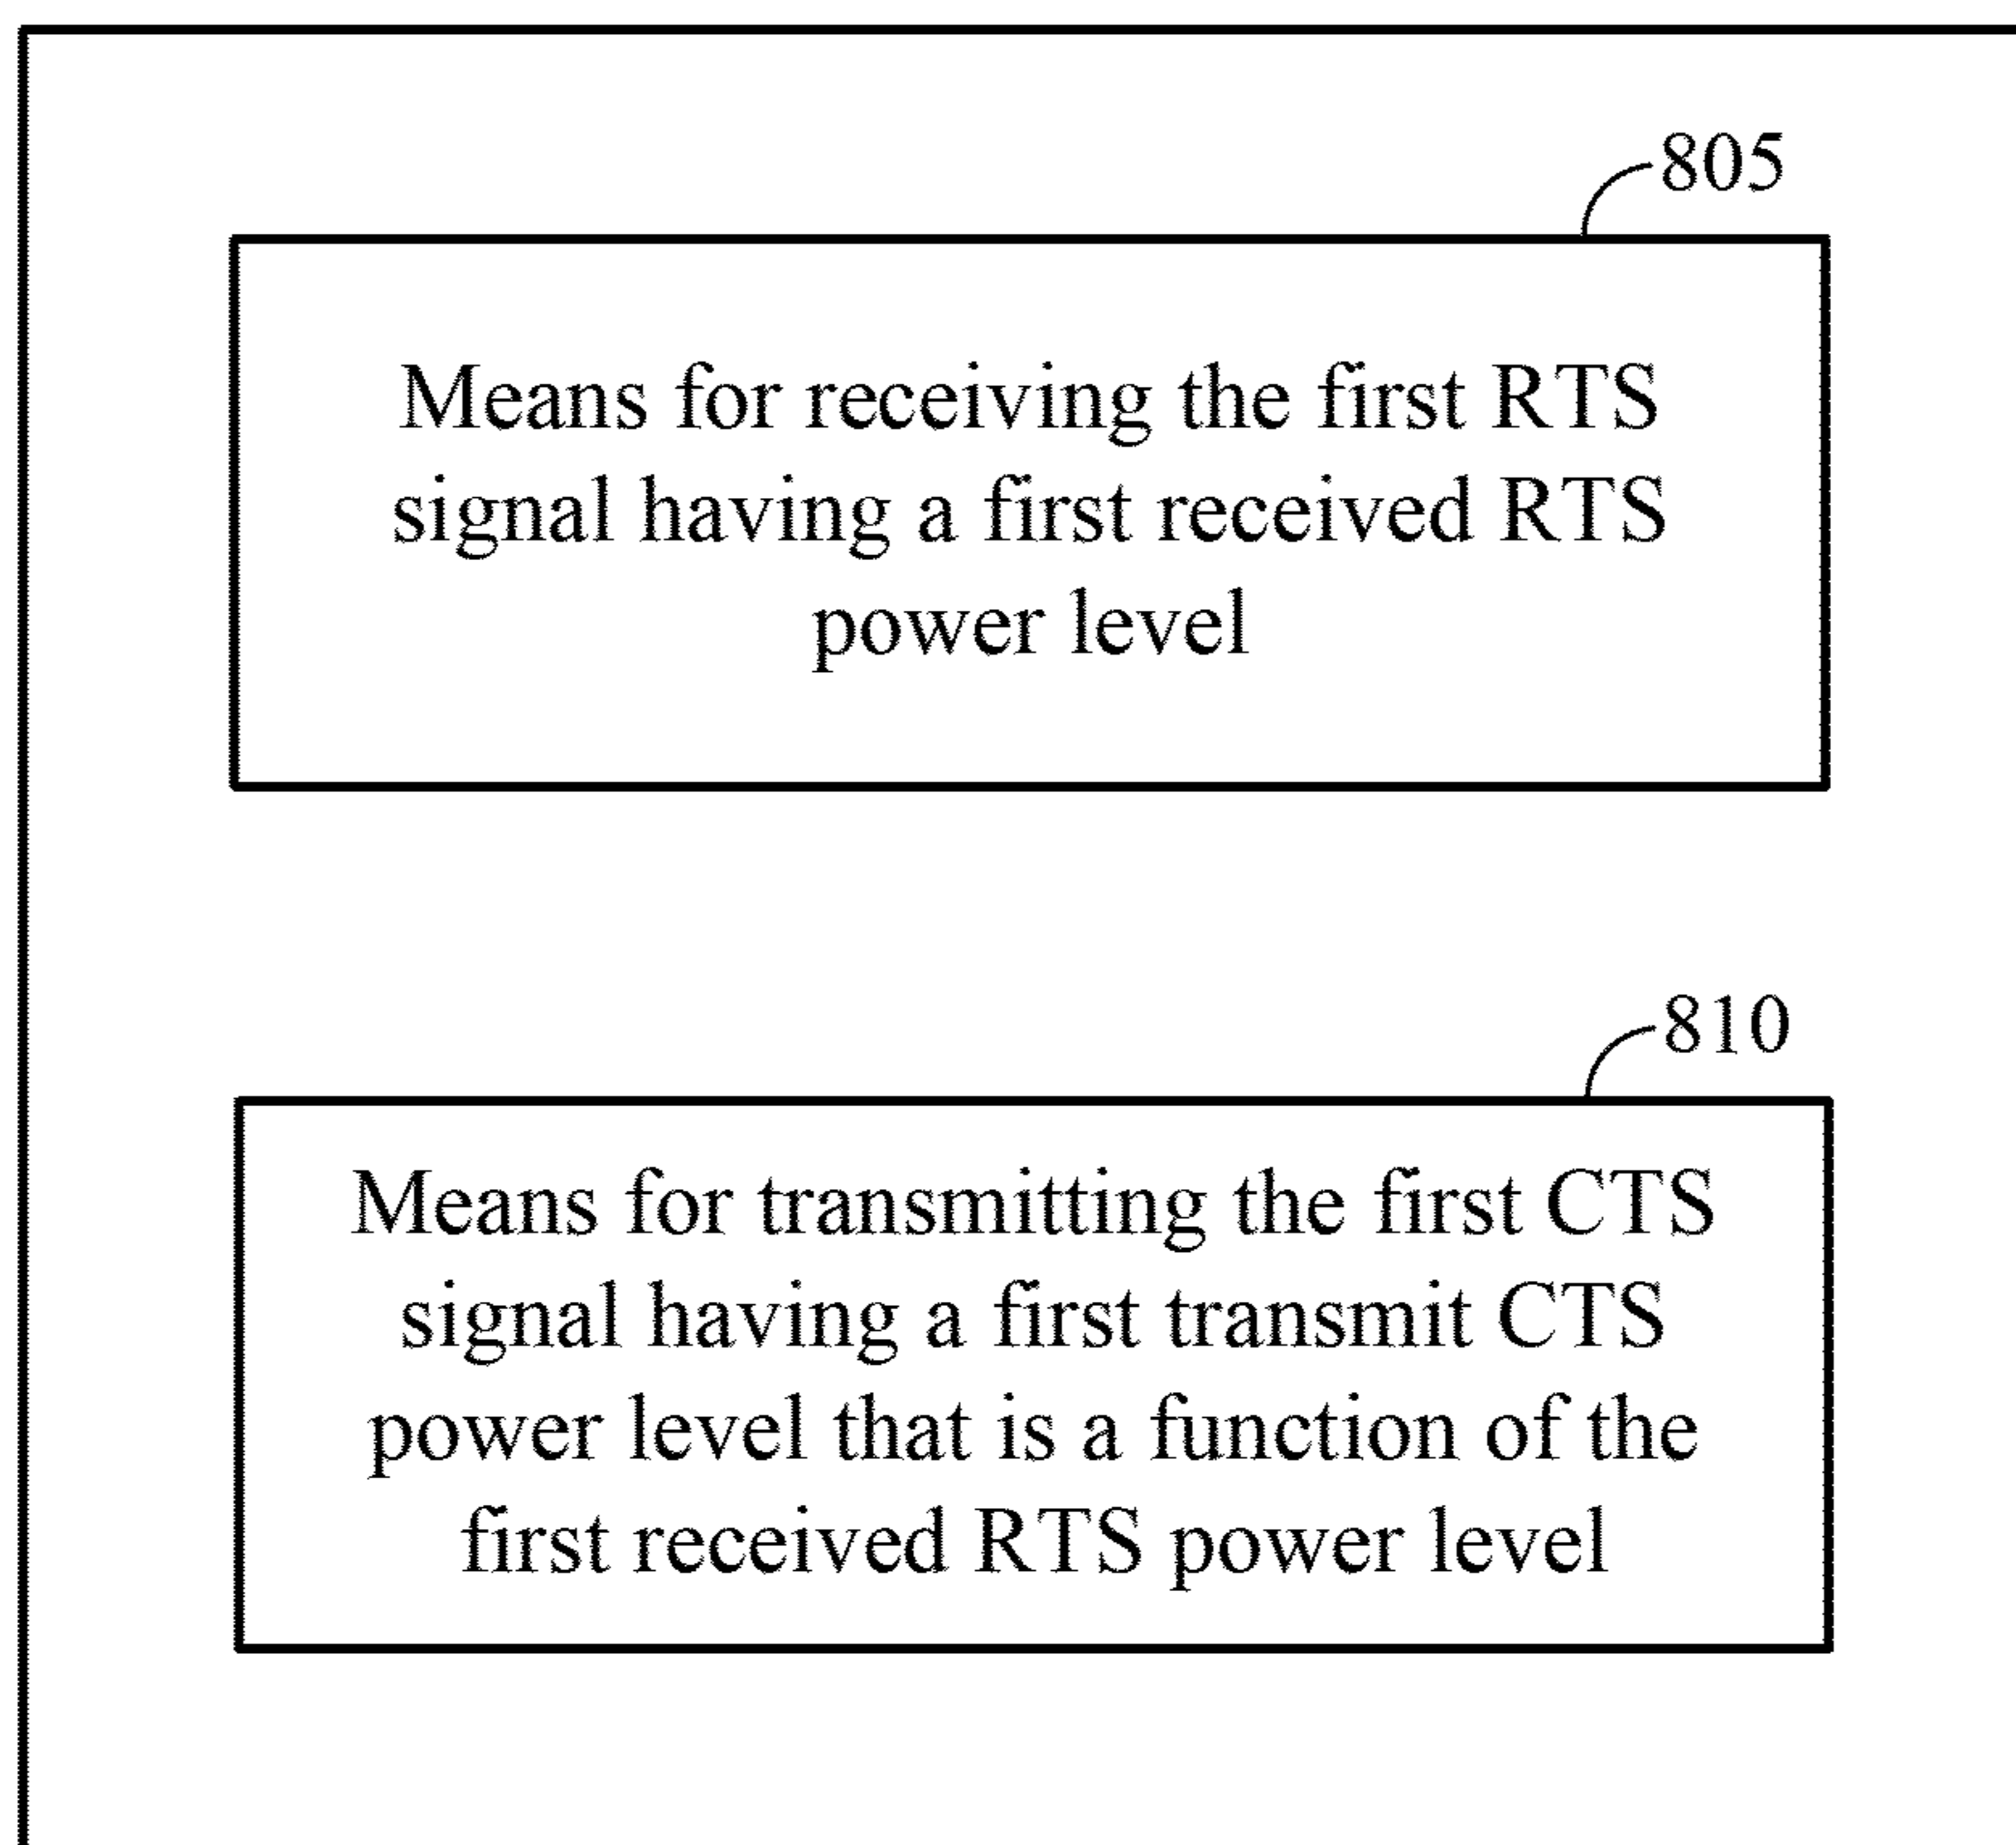 805
Means for receiving the first RTS
signal having a first received RTS
power level
810
Means for transmitting the first CTS
signal having a first transmit CTS
power level that is a function of the
first received RTS power level